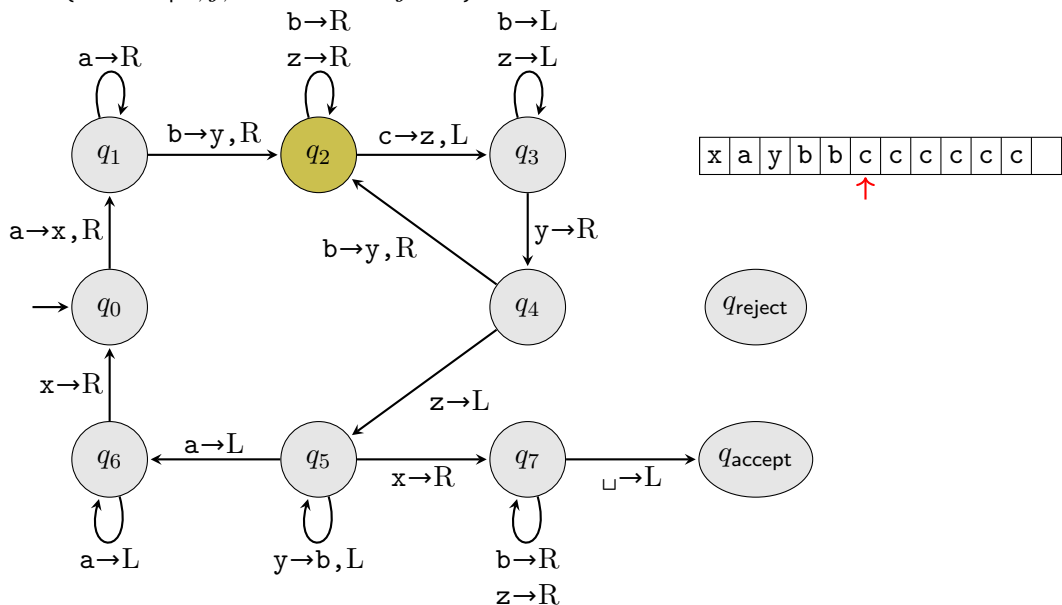 b→R
b→L
a→R
z→R
z→L
q1
b→y,R
q2
c→z,L
q3
x a y b b c c c c c c
↑
a→x,R
b→y,R
y→R
q0
q4
qreject
x→R
z→L
q6
a→L
q5
x→R
q7
␣→L
qaccept
a→L
y→b,L
b→R
z→R